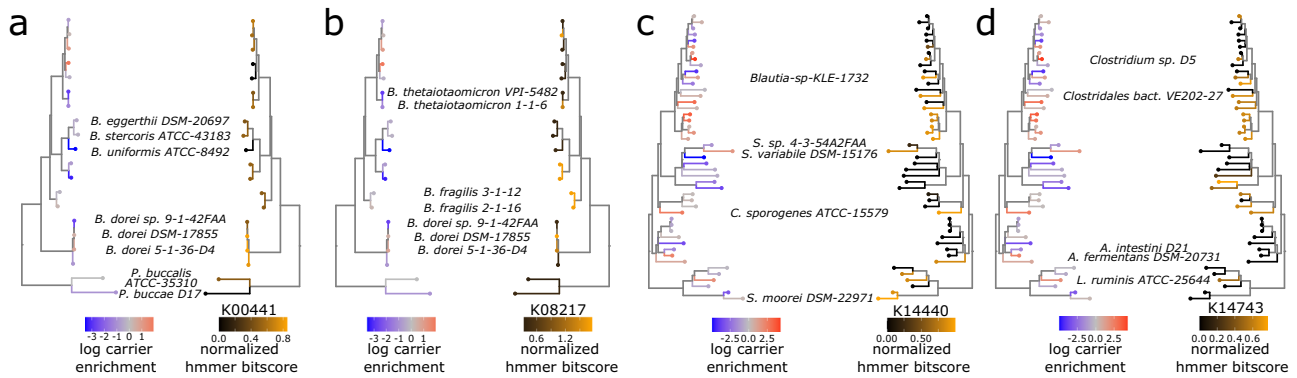 a
B. eggerthii DSM-20697
B. stercoris ATCC-43183
B. uniformis ATCC-8492
B. dorei sp. 9-1-42FAA
B. dorei DSM-17855
B. dorei 5-1-36-D4
P. buccalis
ATCC-35310
P. buccae D17
K00441
-3 -2 -1 0 1
0 0.4 0.8
log carrier
enrichment
normalized
hmmer bitscore
b
B. thetaiotaomicron VPI-5482
B. thetaiotaomicron 1-1-6
B. fragilis 3-1-12
B. fragilis 2-1-16
B. dorei sp. 9-1-42FAA
B. dorei DSM-17855
B. dorei 5-1-36-D4
K08217
-3 -2 -1 0 1
0.6 1.2
log carrier
enrichment
normalized
hmmer bitscore
c
Blautia-sp-KLE-1732
S. sp. 4-3-54A2FAA
S. variabile DSM-15176
C. sporogenes ATCC-15579
S. moorei DSM-22971
K14440
-2.50.02.5
0.00 0.50
log carrier
enrichment
normalized
hmmer bitscore
d
Clostridium sp. D5
Clostridales bact. VE202-27
A. intestini D21
A. fermentans DSM-20731
L. ruminis ATCC-25644
K14743
-2.50.02.5
0.0 0.2 0.4 0.6
log carrier
enrichment
normalized
hmmer bitscore